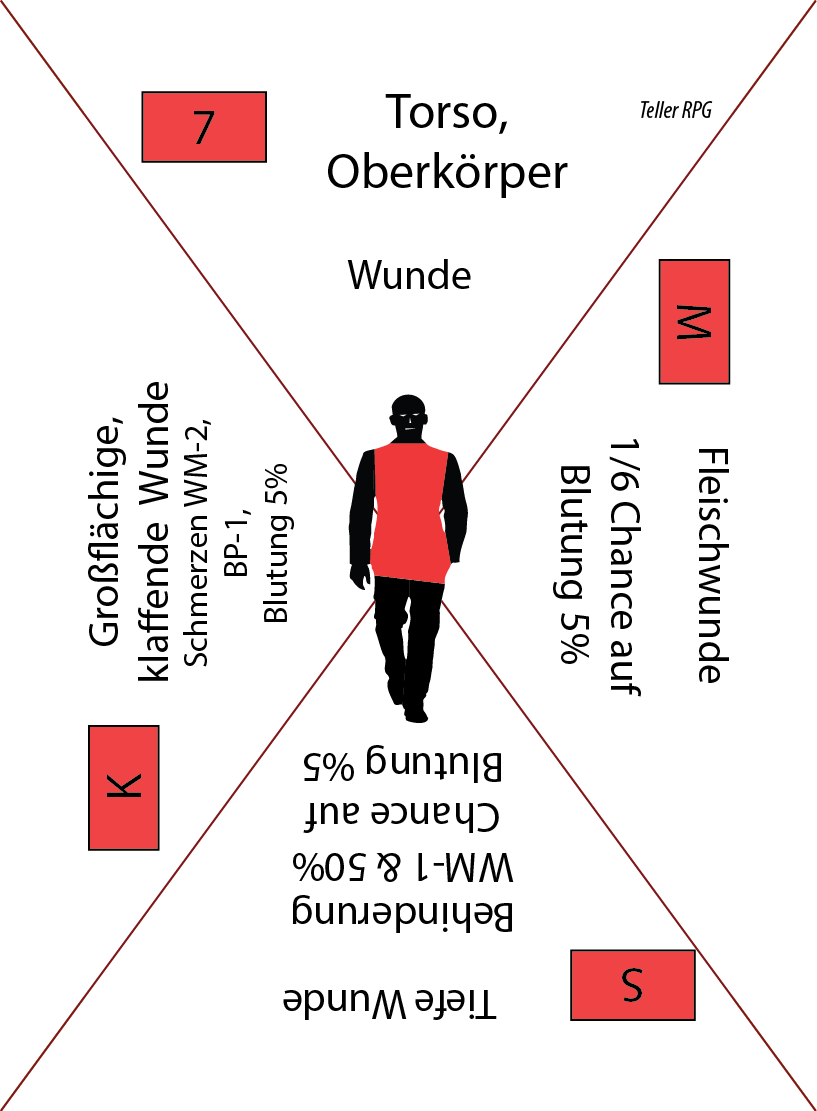 7
Torso,
Oberkörper
Teller RPG
Wunde
M
Fleischwunde
1/6 Chance auf
Blutung 5%
S
Tiefe Wunde
Behinderung
WM-1 & 50%
Chance auf
Blutung %5
K
Großflächige,
klaffende Wunde
Schmerzen WM-2,
BP-1,
Blutung 5%